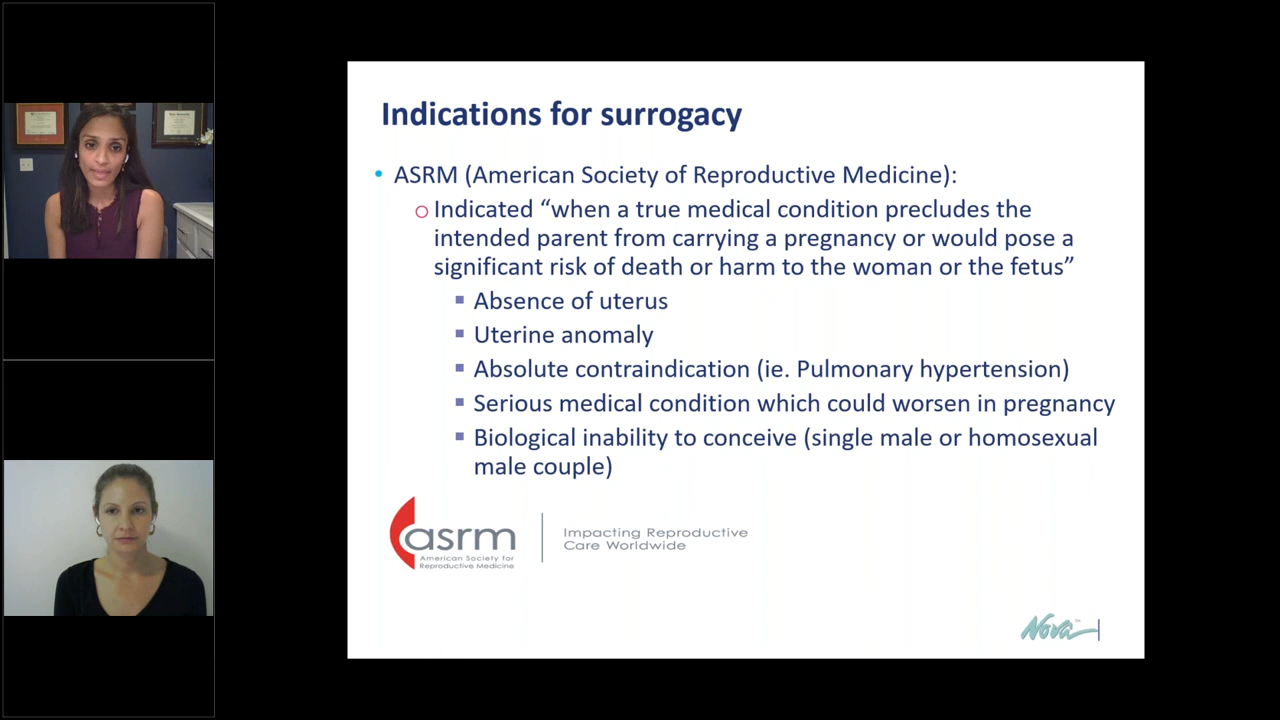 Indications for surrogacy
• ASRM (American Society of Reproductive Medicine):
o Indicated “when a true medical condition precludes the
intended parent from carrying a pregnancy or would pose a
significant risk of death or harm to the woman or the fetus”
▪ Absence of uterus
▪ Uterine anomaly
▪ Absolute contraindication (ie. Pulmonary hypertension)
▪ Serious medical condition which could worsen in pregnancy
▪ Biological inability to conceive (single male or homosexual
male couple)
asrm
American Society for
Reproductive Medicine
Impacting Reproductive
Care Worldwide
Nova™